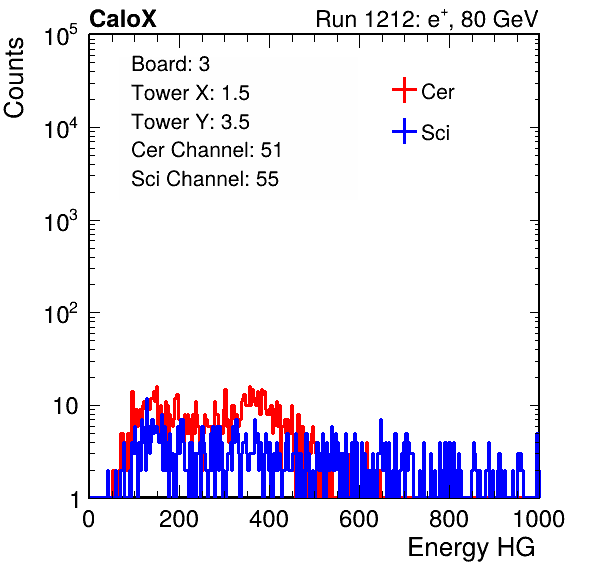 CaloX
Run 1212: e+, 80 GeV
Counts
10^5
10^4
10^3
10^2
10
1
Board: 3
Tower X: 1.5
Tower Y: 3.5
Cer Channel: 51
Sci Channel: 55
Cer
Sci
0 200 400 600 800 1000
Energy HG